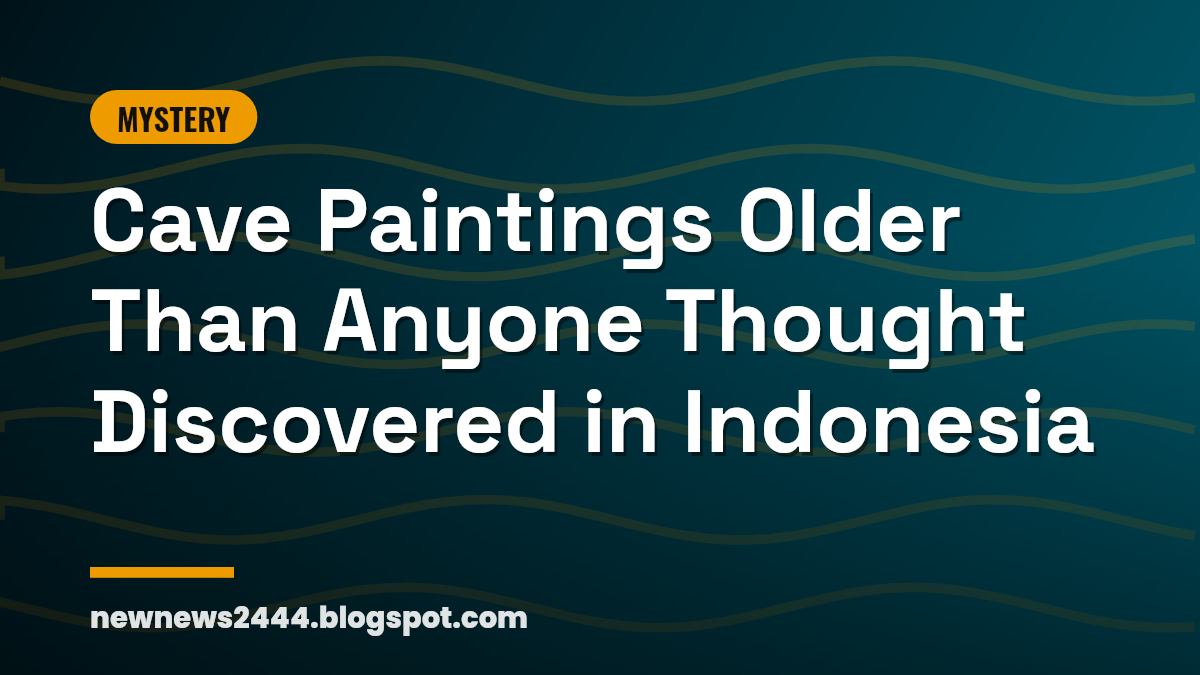 MYSTERY
Cave Paintings Older
Than Anyone Thought
Discovered in Indonesia
newnews2444.blogspot.com